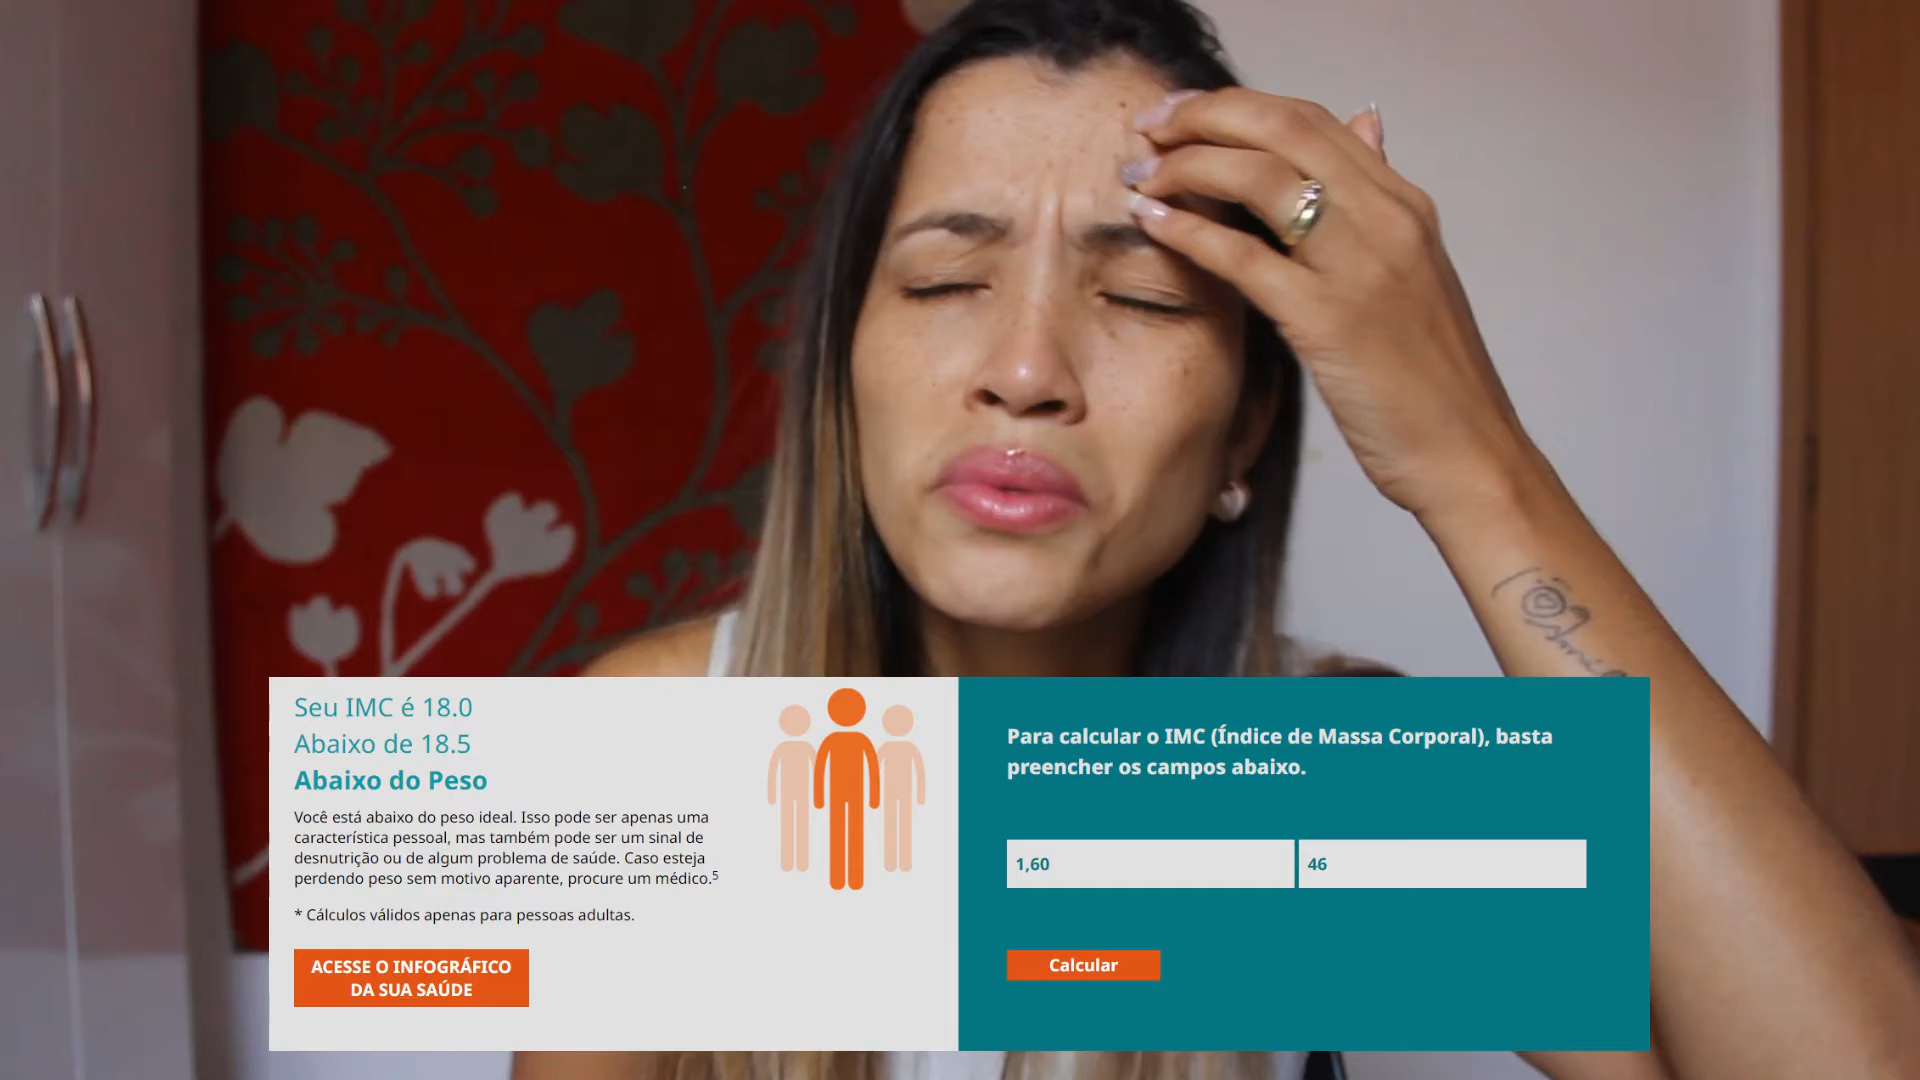 Seu IMC é 18.0
Abaixo de 18.5
Abaixo do Peso
Você está abaixo do peso ideal. Isso pode ser apenas uma
característica pessoal, mas também pode ser um sinal de
desnutrição ou de algum problema de saúde. Caso esteja
perdendo peso sem motivo aparente, procure um médico.⁵
* Cálculos válidos apenas para pessoas adultas.
ACESSE O INFOGRÁFICO
DA SUA SAÚDE
Para calcular o IMC (Índice de Massa Corporal), basta
preencher os campos abaixo.
1,60
46
Calcular